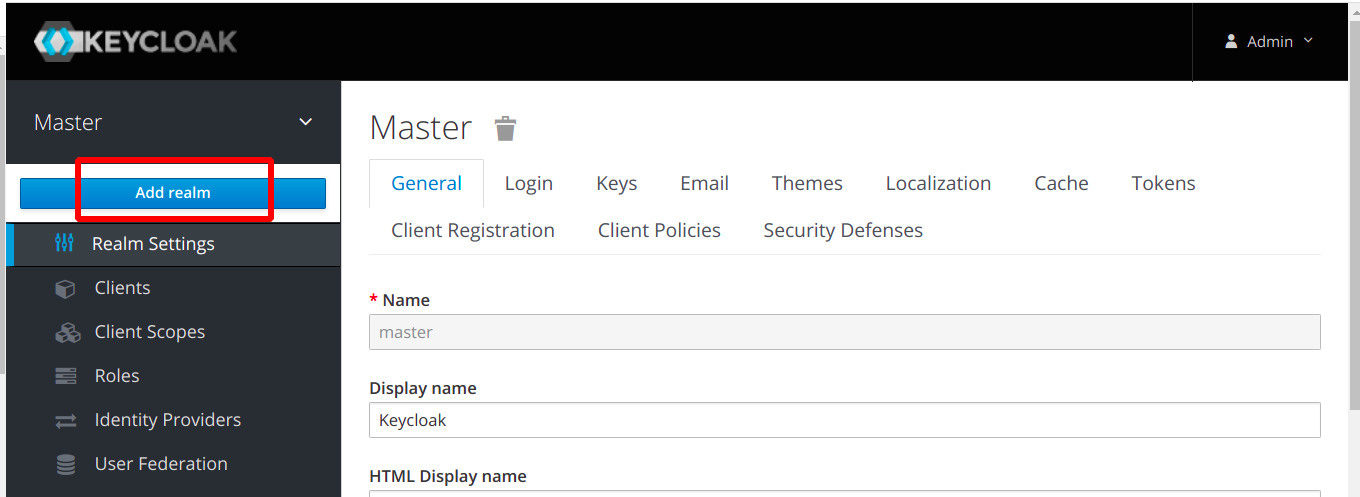 KEYCLOAK
Admin
Master
Add realm
Realm Settings
Clients
Client Scopes
Roles
Identity Providers
User Federation
Master
General Login Keys Email Themes Localization Cache Tokens
Client Registration Client Policies Security Defenses
* Name
master
Display name
Keycloak
HTML Display name